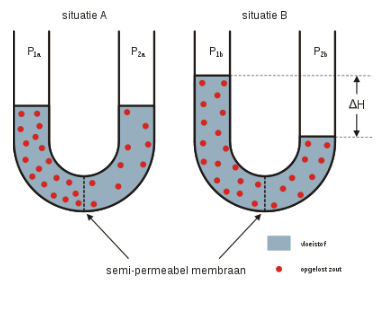 situatie A
situatie B
P1a
P2a
P1b
P2b
ΔH
semi-permeabel membraan
vloeistof
opgelost zout